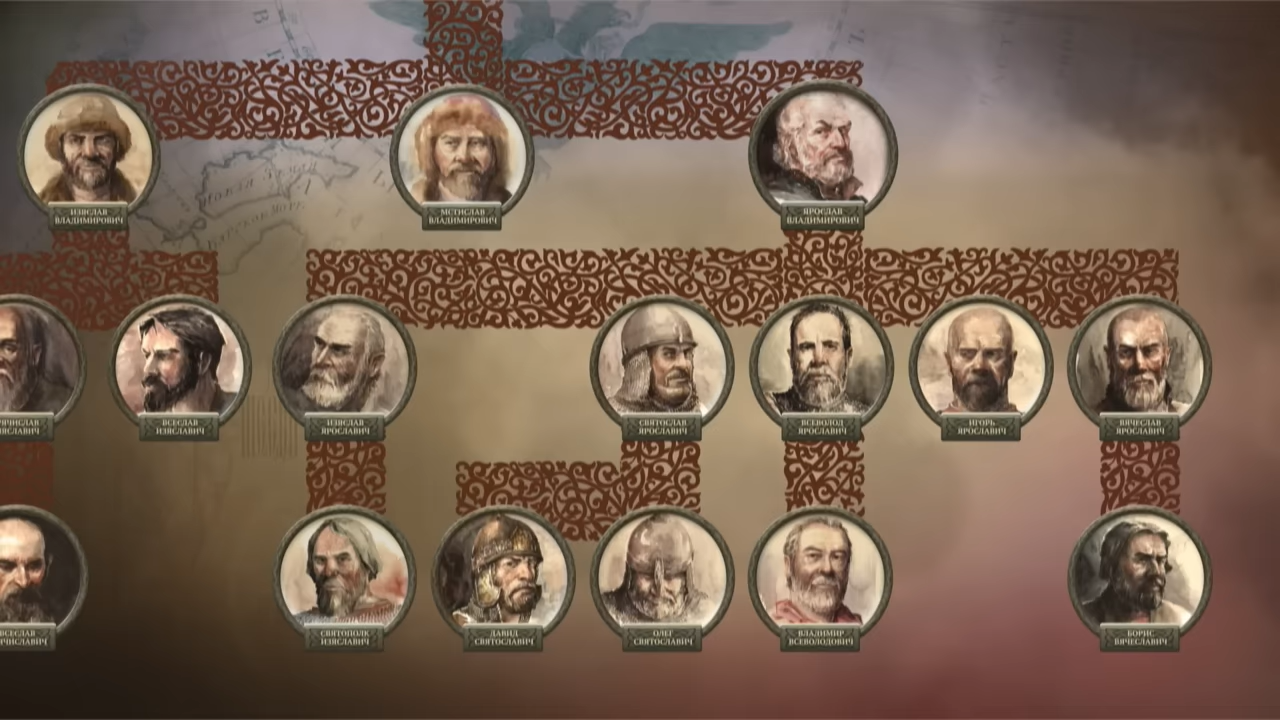 ИЗЯСЛАВ
ВЛАДИМИРОВИЧ
МСТИСЛАВ
ВЛАДИМИРОВИЧ
ЯРОСЛАВ
ВЛАДИМИРОВИЧ
ВСЕСЛАВ
ИЗЯСЛАВИЧ
ИЗЯСЛАВ
ЯРОСЛАВИЧ
СВЯТОСЛАВ
ЯРОСЛАВИЧ
ВСЕВОЛОД
ЯРОСЛАВИЧ
ИГОРЬ
ЯРОСЛАВИЧ
ВЯЧЕСЛАВ
ЯРОСЛАВИЧ
ВСЕСЛАВ
СВЯТОПОЛК
ИЗЯСЛАВИЧ
ДАВИД
СВЯТОСЛАВИЧ
ОЛЕГ
СВЯТОСЛАВИЧ
ВЛАДИМИР
ВСЕВОЛОДОВИЧ
БОРИС
ВЯЧЕСЛАВИЧ